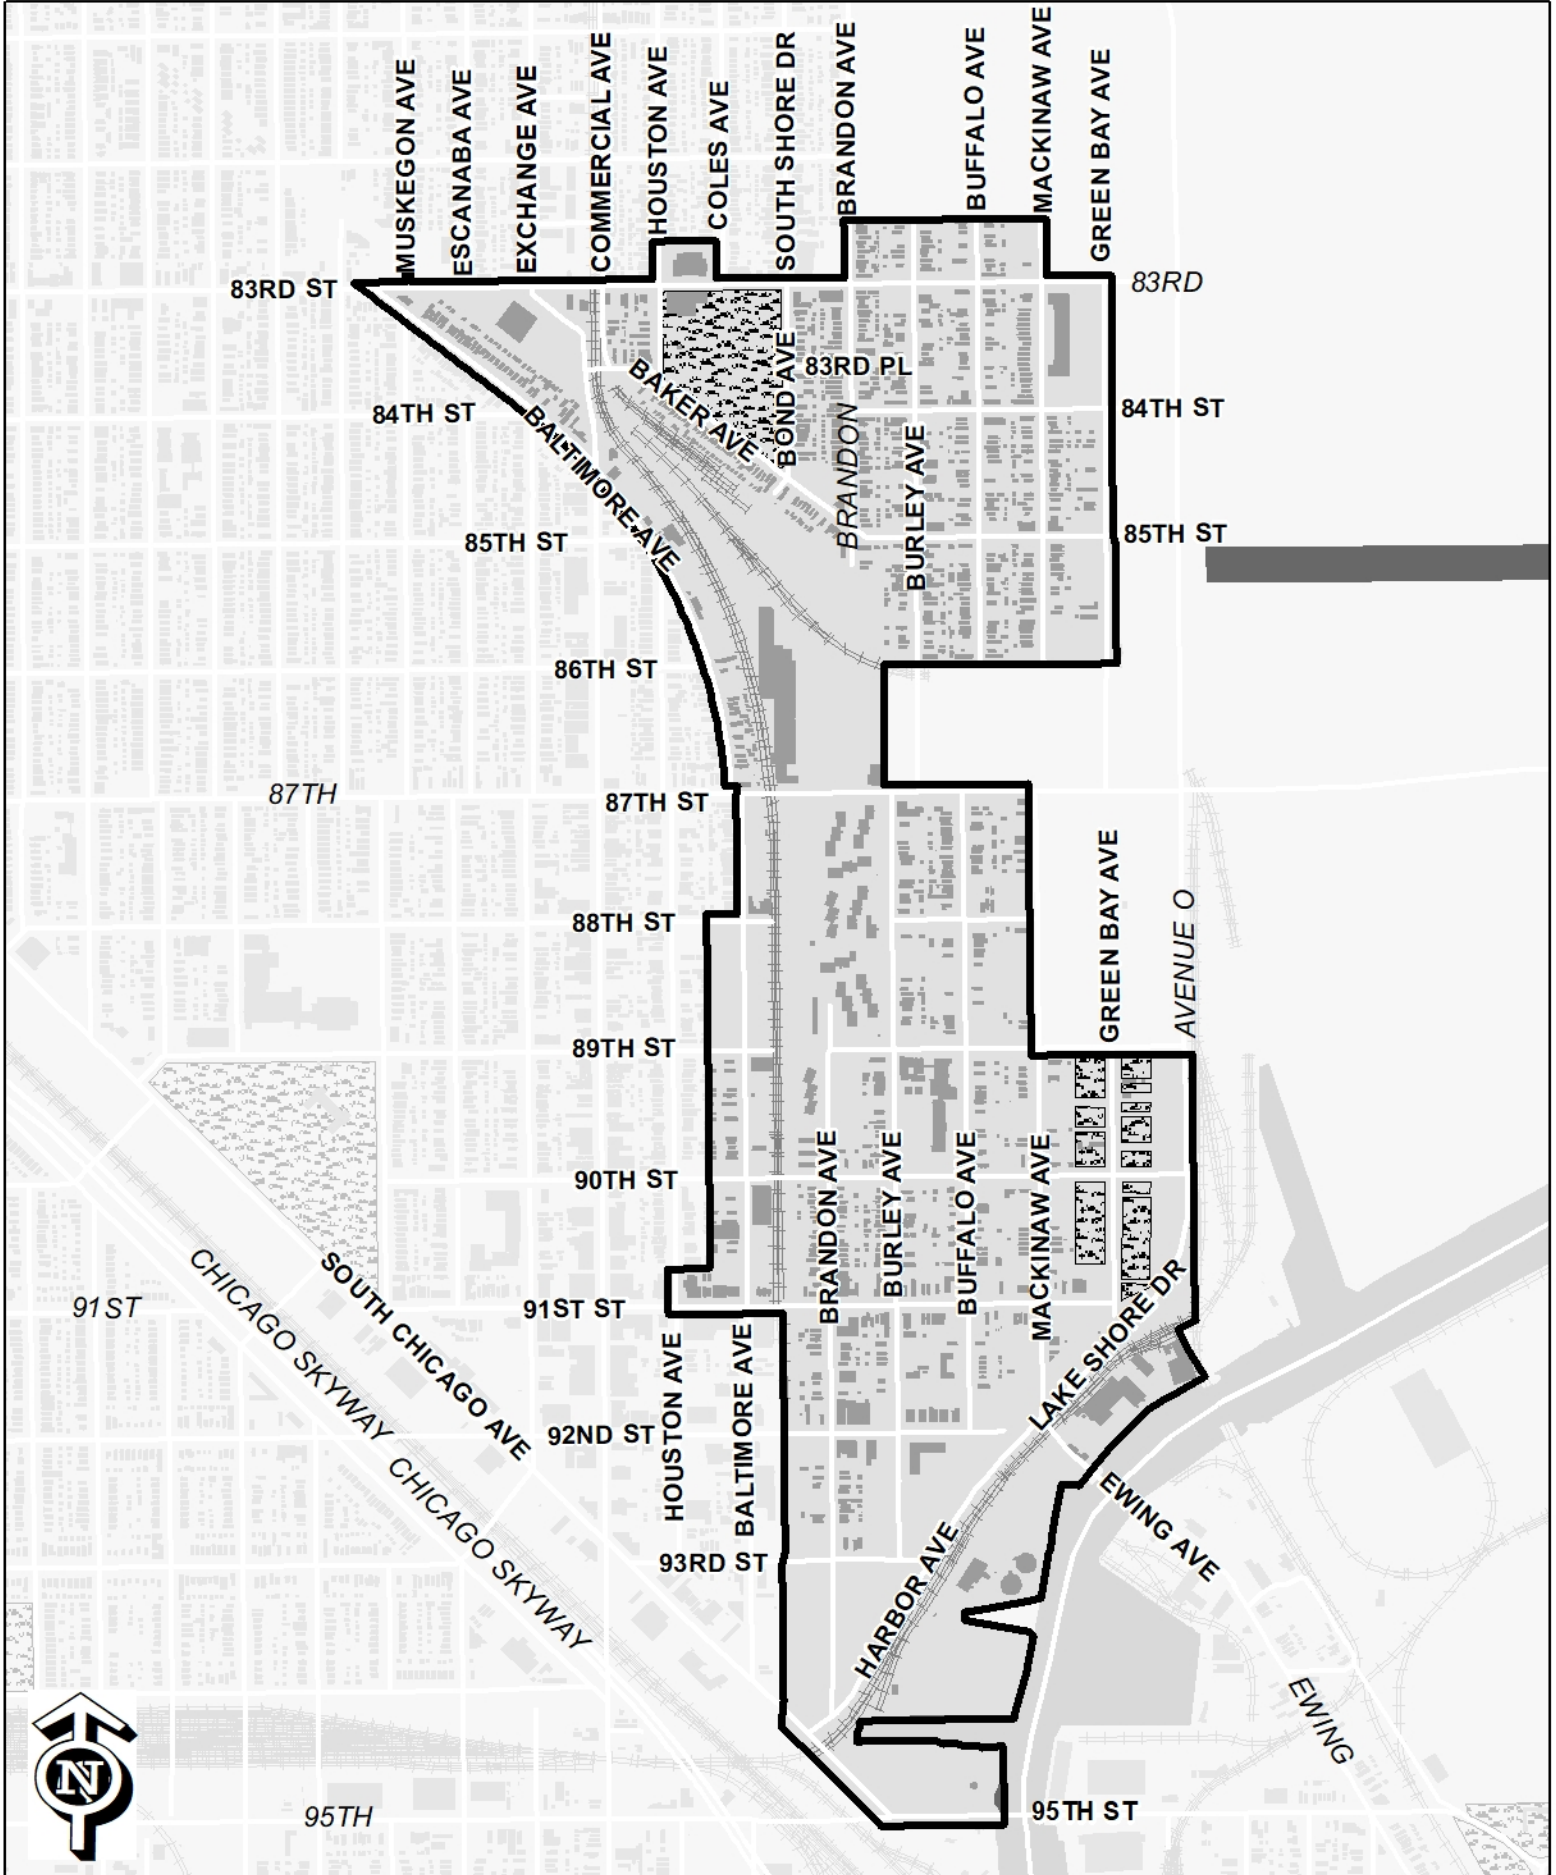 MUSKEGON AVE
ESCANABA AVE
EXCHANGE AVE
COMMERCIAL AVE
HOUSTON AVE
COLES AVE
SOUTH SHORE DR
BRANDON AVE
BUFFALO AVE
MACKINAW AVE
GREEN BAY AVE
83RD ST
83RD
BAKER AVE
BOND AVE
83RD PL
84TH ST
BALTIMORE AVE
BRANDON
BURLEY AVE
84TH ST
85TH ST
85TH ST
86TH ST
87TH
87TH ST
88TH ST
GREEN BAY AVE
AVENUE O
89TH ST
90TH ST
BRANDON AVE
BURLEY AVE
BUFFALO AVE
MACKINAW AVE
LAKE SHORE DR
91ST
CHICAGO SKYWAY
SOUTH CHICAGO AVE
91ST ST
HOUSTON AVE
BALTIMORE AVE
92ND ST
CHICAGO SKYWAY
EWING AVE
93RD ST
HARBOR AVE
EWING
N
95TH
95TH ST